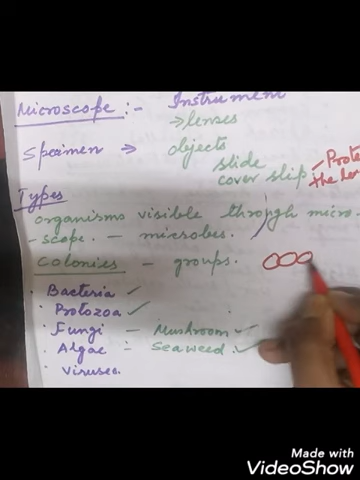 Microscope :- Instrument
→ lenses
Specimen → objects
slide
cover slip - Prote
the len
Types
organisms visible through micro-
-scope. - microbes.
Colonies - groups.
• Bacteria ✓
• Protozoa ✓
• Fungi - Mushroom ✓
• Algae - Seaweed ✓
• Viruses.
Made with
VideoShow